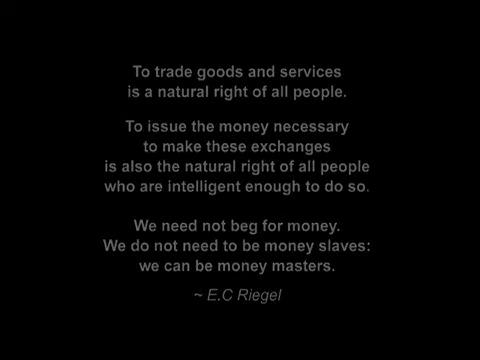 To trade goods and services
is a natural right of all people.
To issue the money necessary
to make these exchanges
is also the natural right of all people
who are intelligent enough to do so.
We need not beg for money.
We do not need to be money slaves:
we can be money masters.
~ E.C Riegel